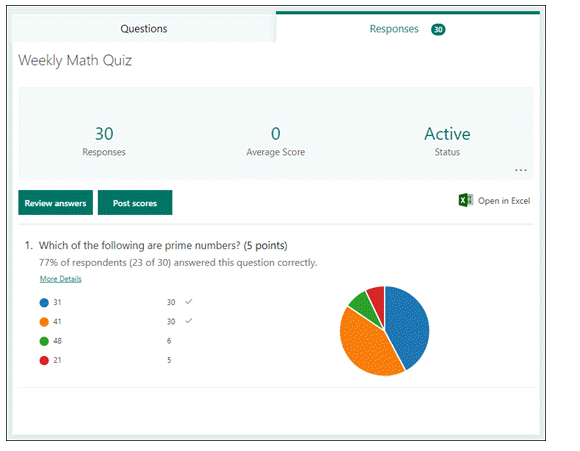 Questions
Responses 30
Weekly Math Quiz
30 0 Active
Responses Average Score Status
...
Review answers Post scores Open in Excel
1. Which of the following are prime numbers? (5 points)
77% of respondents (23 of 30) answered this question correctly.
More Details
31 30 ✓
41 30 ✓
48 6
21 5